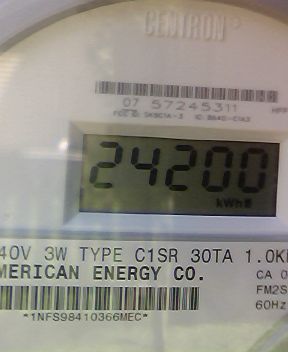 CENTRON
07 57245311
24200
kWh
40V 3W TYPE C1SR 30TA 1.0K
MERICAN ENERGY CO.
CA 0
FM2S
60Hz
*1NFS98410366MEC*